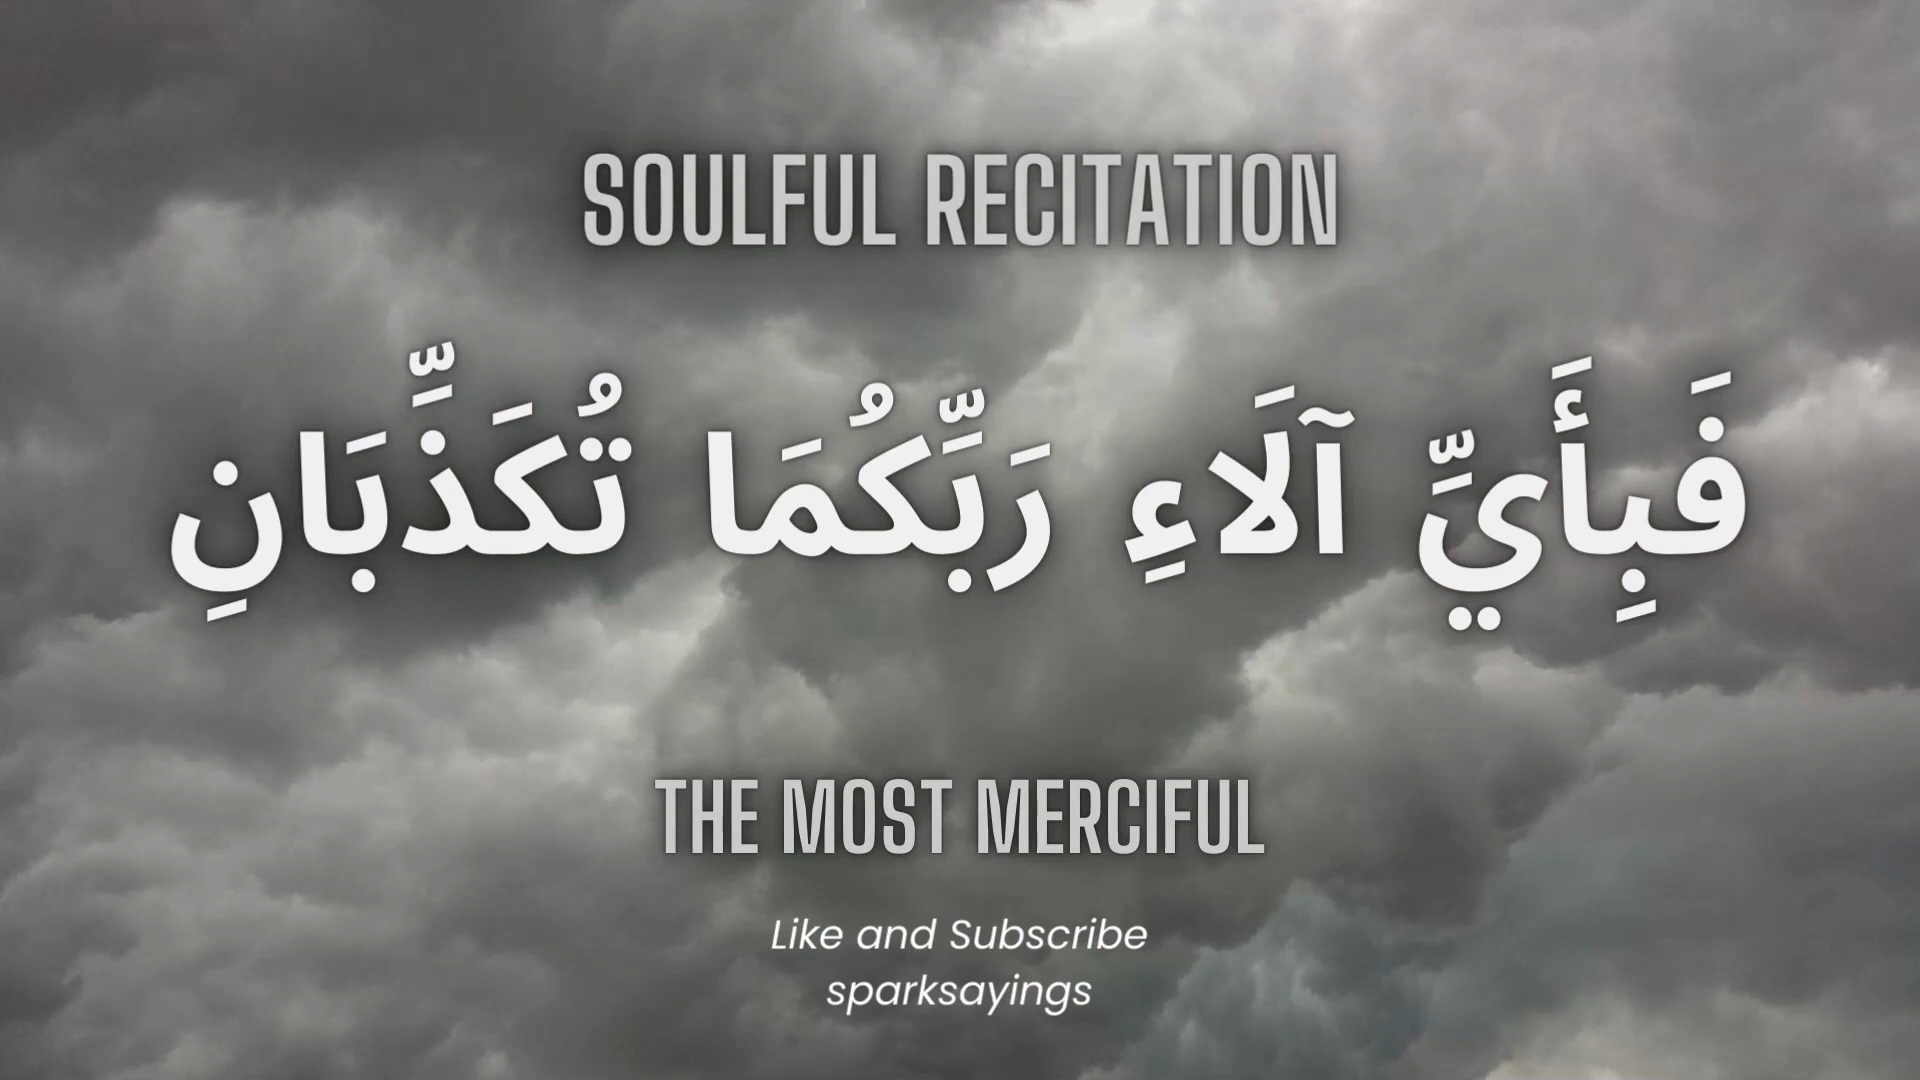 SOULFUL RECITATION
فَبِأَيِّ آلَاءِ رَبِّكُمَا تُكَذِّبَانِ
THE MOST MERCIFUL
Like and Subscribe
sparksayings